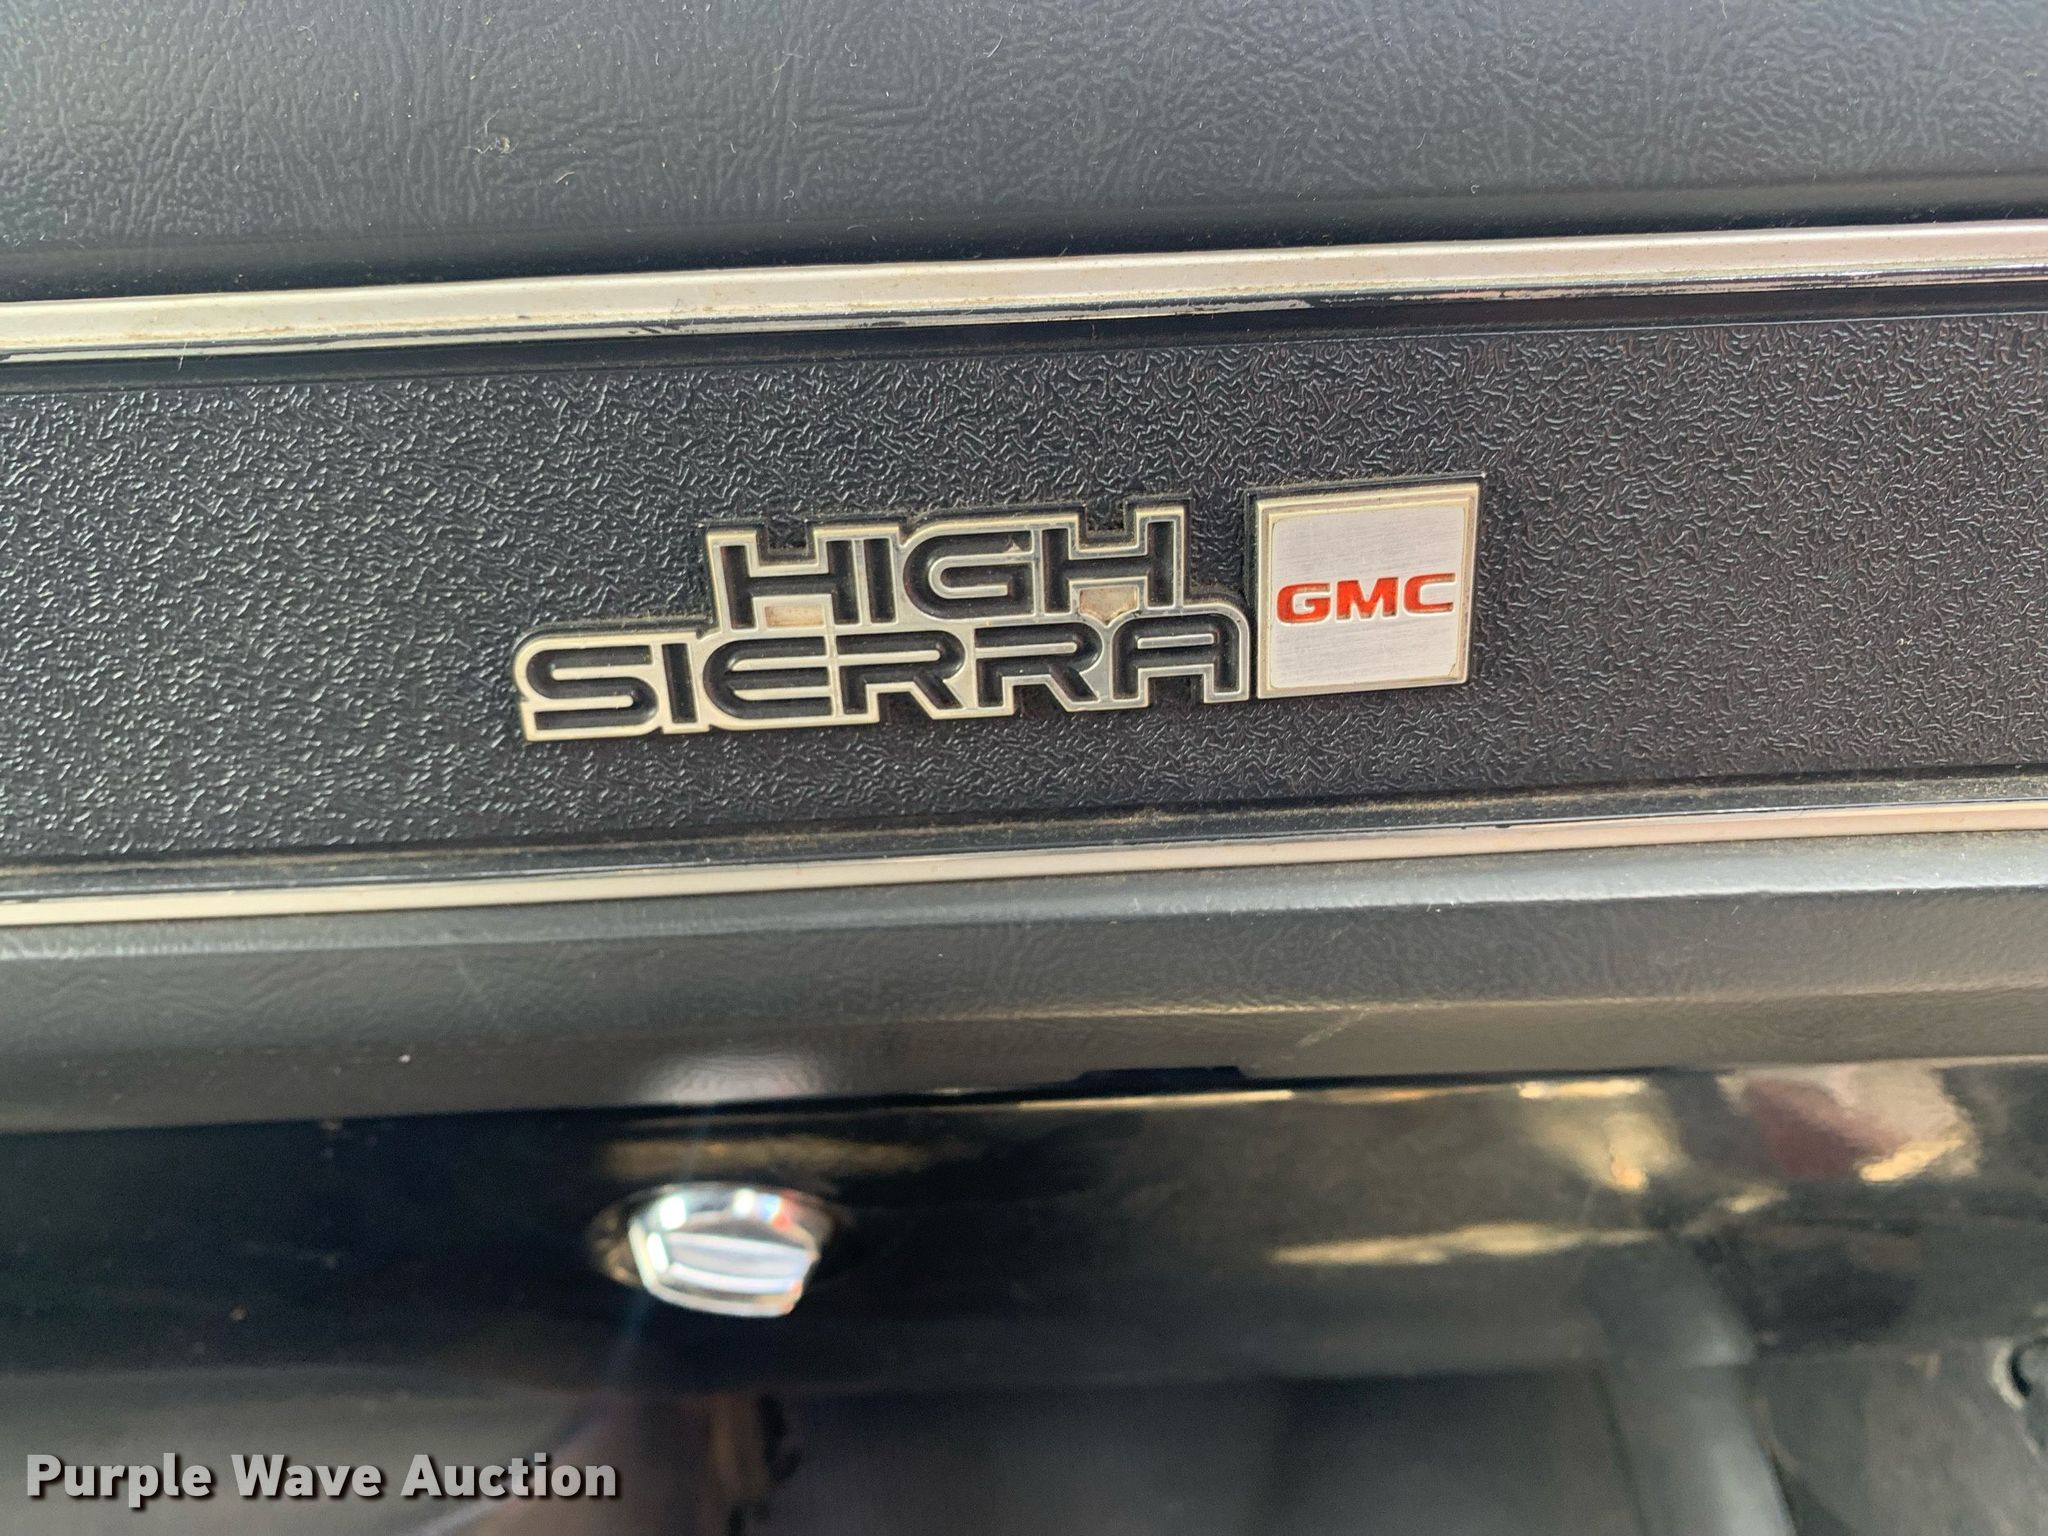 HIGH
SIERRA
GMC
Purple Wave Auction